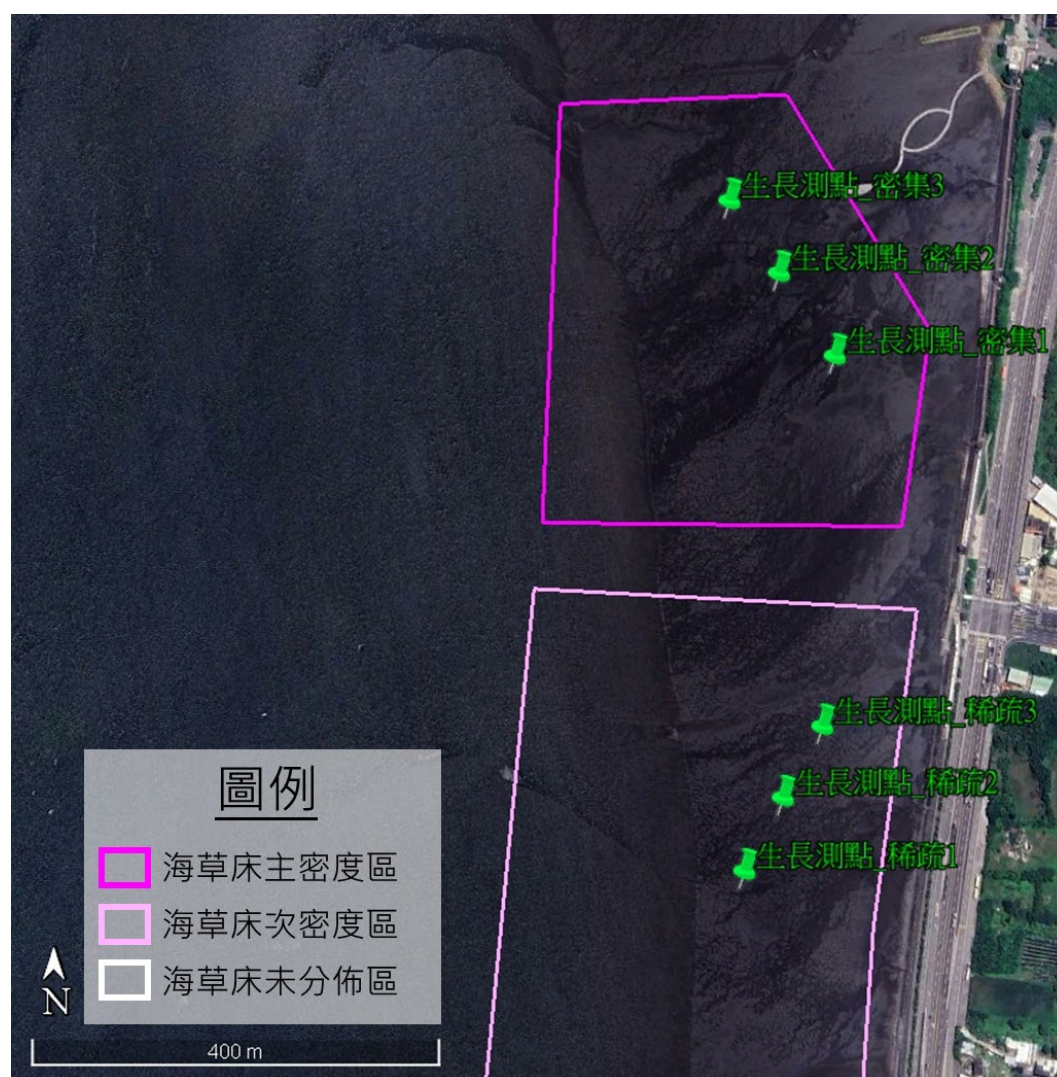 生長測點_密集3
生長測點_密集2
生長測點_密集1
生長測點_稀疏3
生長測點_稀疏2
生長測點_稀疏1
圖例
海草床主密度區
海草床次密度區
海草床未分佈區
N
400 m